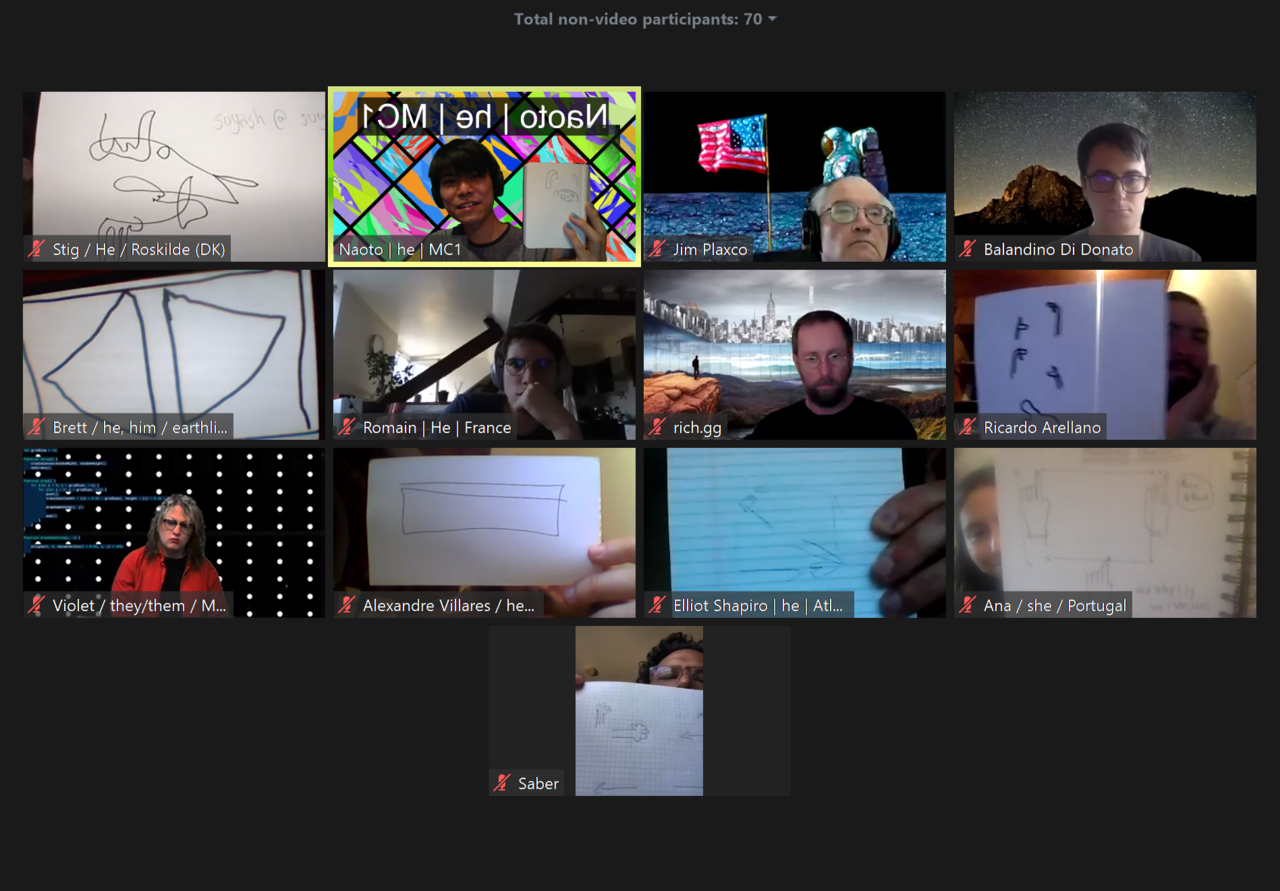 Total non-video participants: 70
suyash @
Stig / He / Roskilde (DK)
Naoto | he | MC1
Naoto | he | MC1
Jim Plaxco
Balandino Di Donato
Brett / he, him / earthli...
Romain | He | France
rich.gg
Ricardo Arellano
Violet / they/them / M...
Alexandre Villares / he...
Elliot Shapiro | he | Atl...
Ana / she / Portugal
Saber